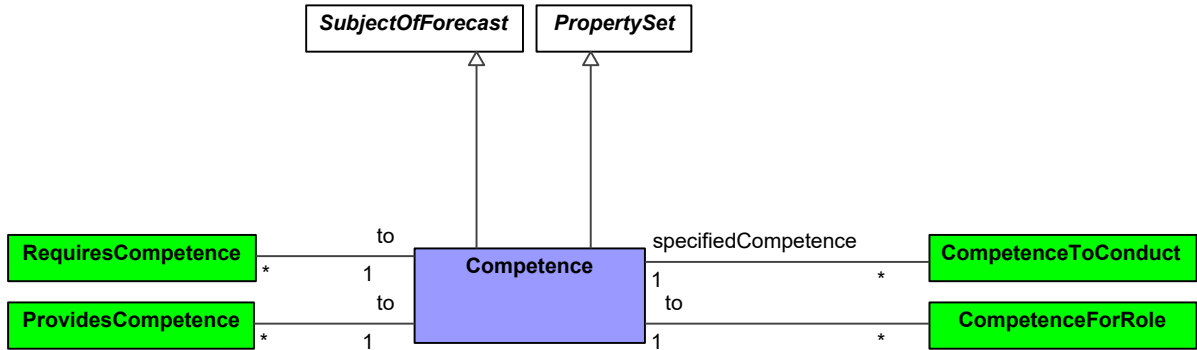 SubjectOfForecast
PropertySet
RequiresCompetence
*
to
1
ProvidesCompetence
*
to
1
Competence
specifiedCompetence
1
*
CompetenceToConduct
to
1
*
CompetenceForRole